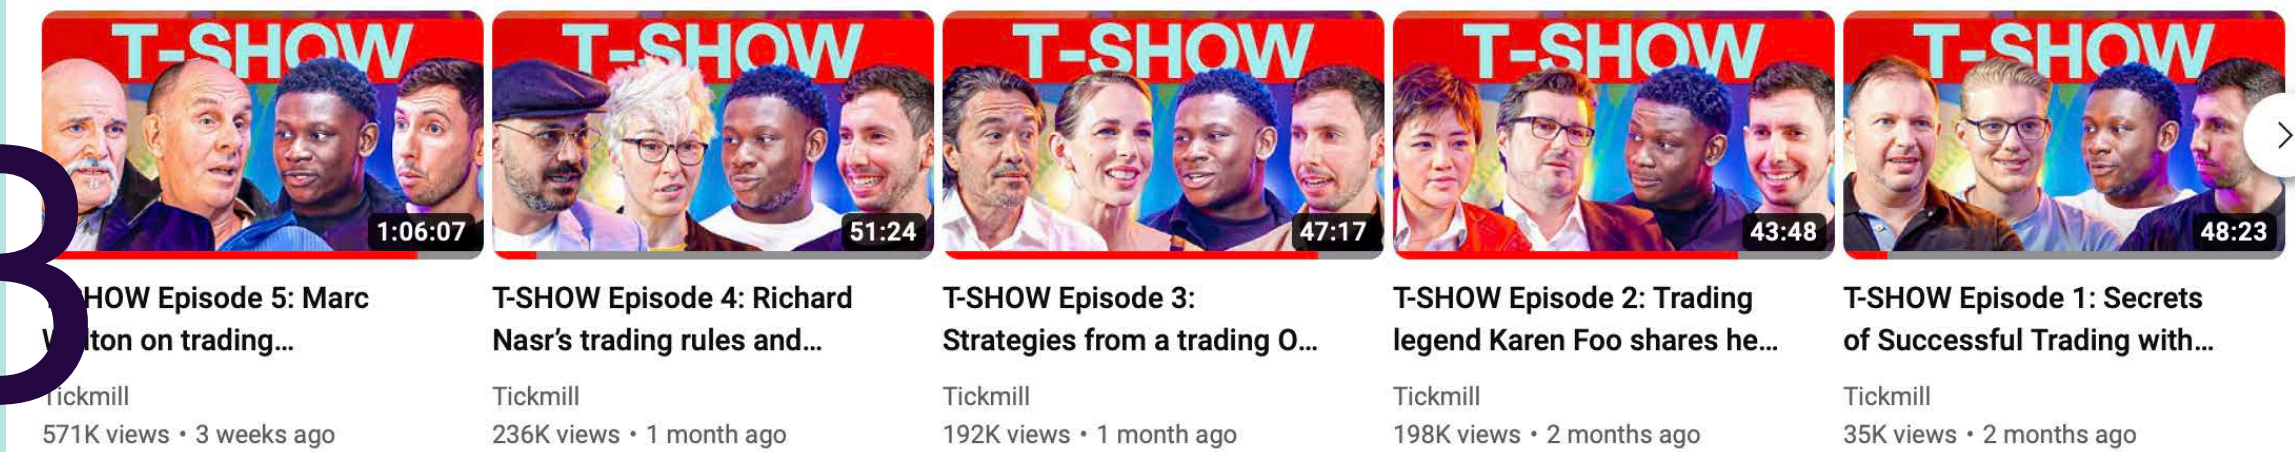 T-SHOW
1:06:07
HOW Episode 5: Marc
lton on trading...
Tickmill
571K views • 3 weeks ago
T-SHOW
51:24
T-SHOW Episode 4: Richard
Nasr’s trading rules and...
Tickmill
236K views • 1 month ago
T-SHOW
47:17
T-SHOW Episode 3:
Strategies from a trading O...
Tickmill
192K views • 1 month ago
T-SHOW
43:48
T-SHOW Episode 2: Trading
legend Karen Foo shares he...
Tickmill
198K views • 2 months ago
T-SHOW
48:23
T-SHOW Episode 1: Secrets
of Successful Trading with...
Tickmill
35K views • 2 months ago